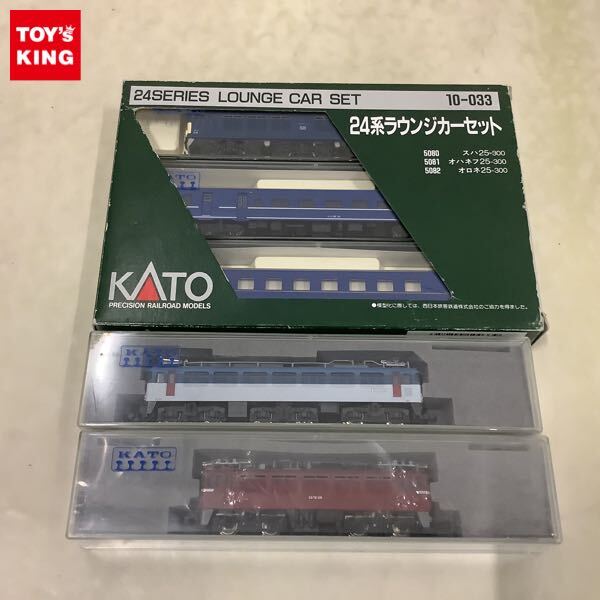 TOY'S
KING
24SERIES LOUNGE CAR SET
10-033
24系ラウンジカーセット
5080 スハ25-300
5081 オハネフ25-300
5082 オロネ25-300
KATO
PRECISION RAILROAD MODELS
●模型化に際しては、西日本旅客鉄道株式会社のご協力を得ました。
KATO
KATO